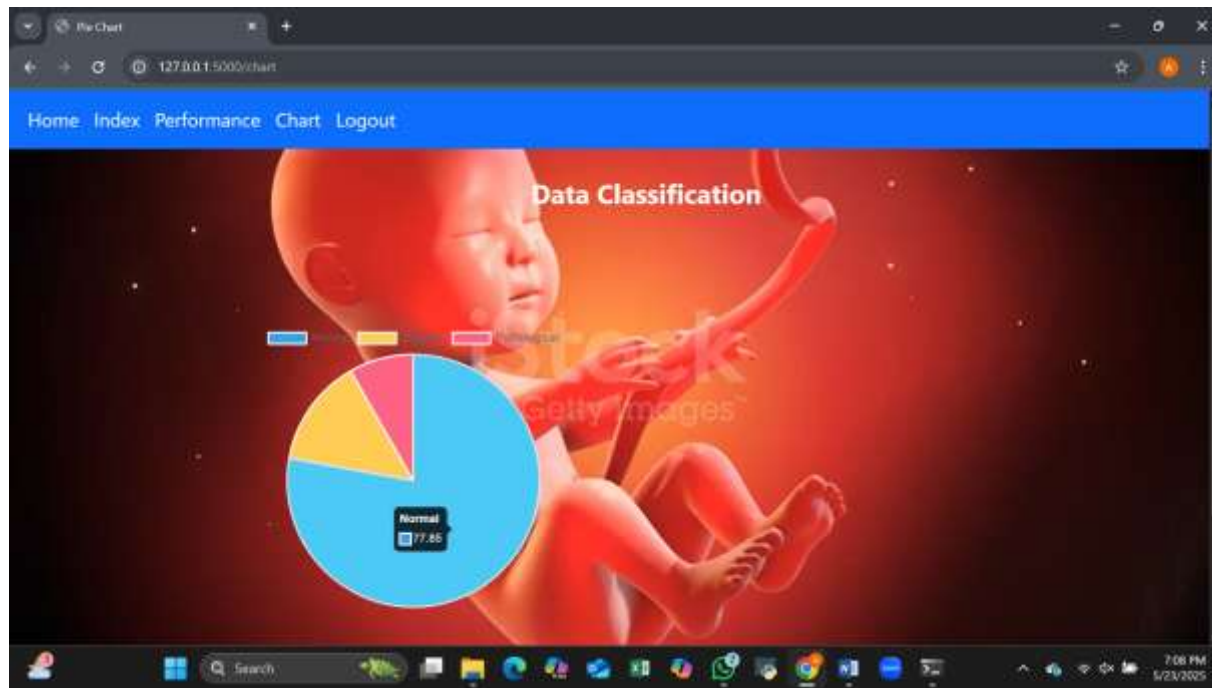 Pie Chart
127.0.0.1:5000/chart
Home Index Performance Chart Logout
Data Classification
iStock
Getty Images™
Normal
77.85
Search
7:08 PM
5/23/2025